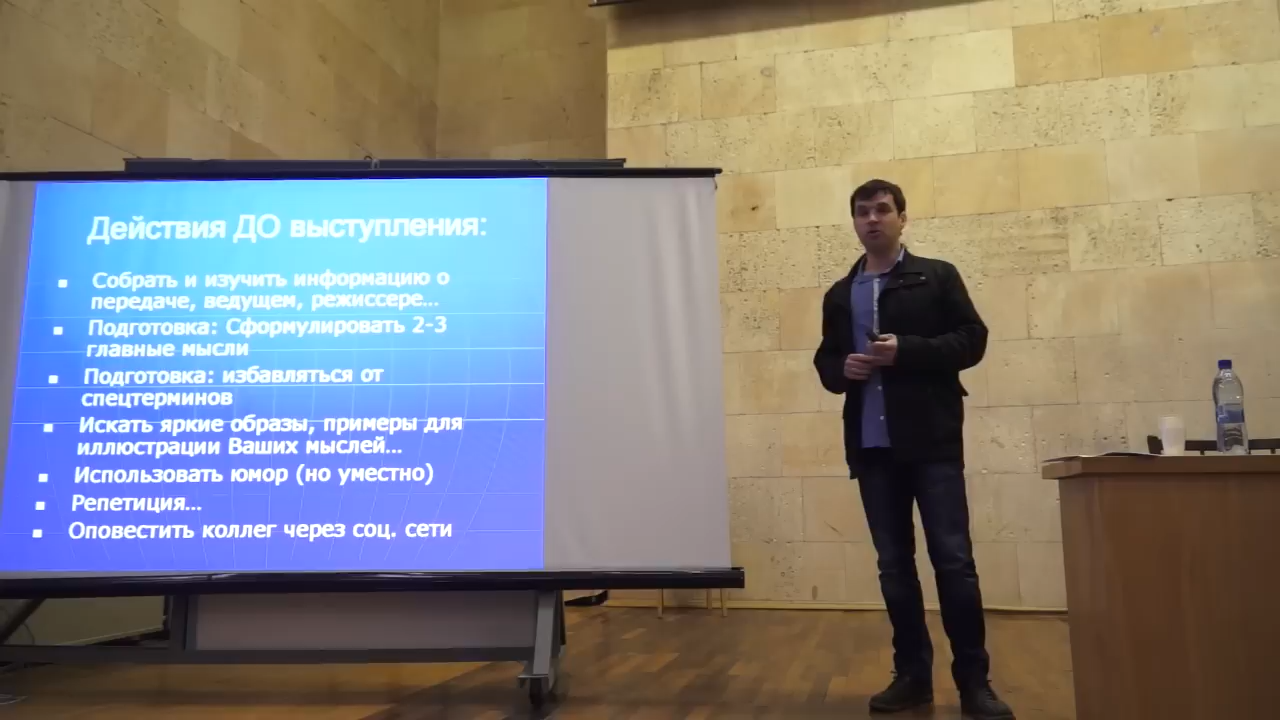 Действия ДО выступления:
▪ Собрать и изучить информацию о
передаче, ведущем, режиссере...
▪ Подготовка: Сформулировать 2-3
главные мысли
▪ Подготовка: избавляться от
спецтерминов
▪ Искать яркие образы, примеры для
иллюстрации Ваших мыслей...
▪ Использовать юмор (но уместно)
▪ Репетиция...
▪ Оповестить коллег через соц. сети